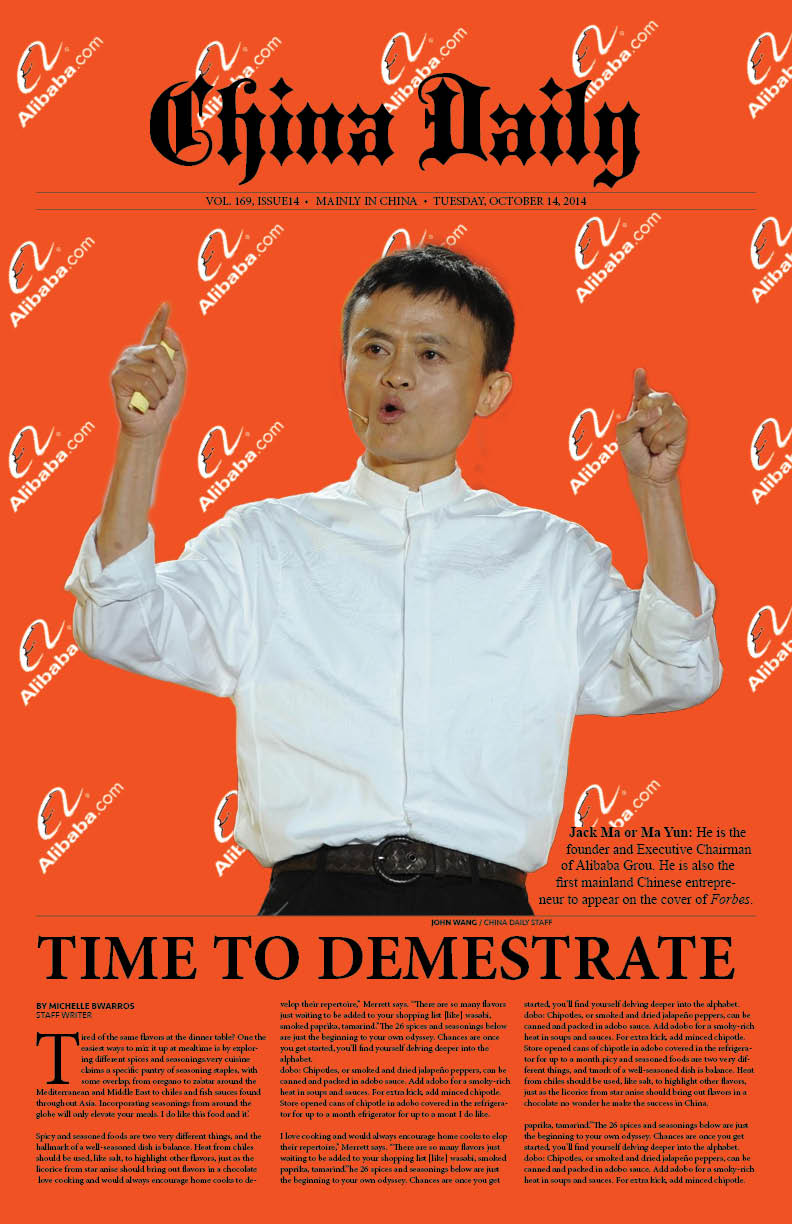 Alibaba.com
Alibaba.com
Alibaba.com
Alibaba.com
Alibaba
China Daily
VOL. 169, ISSUE14 • MAINLY IN CHINA • TUESDAY, OCTOBER 14, 2014
Alibaba.com
Alibaba.com
.com
Alibaba.com
Alibaba
Alibaba.com
Alibaba.com
Alibaba
Alibaba
Alibaba
Alibaba
Alibaba.com
Alibaba.com
Jack Ma or Ma Yun: He is the
founder and Executive Chairman
of Alibaba Grou. He is also the
first mainland Chinese entrepre-
neur to appear on the cover of Forbes.
JOHN WANG / CHINA DAILY STAFF
TIME TO DEMESTRATE
BY MICHELLE BWARROS
STAFF WRITER
Tired of the same flavors at the dinner table? One the
easiest ways to mix it up at mealtime is by explor-
ing different spices and seasonings.very cuisine
claims a specific pantry of seasoning staples, with
some overlap, from oregano to za'atar around the
Mediterranean and Middle East to chiles and fish sauces found
throughout Asia. Incorporating seasonings from around the
globe will only elevate your meals. I do like this food and it.'
Spicy and seasoned foods are two very different things, and the
hallmark of a well-seasoned dish is balance. Heat from chiles
should be used, like salt, to highlight other flavors, just as the
licorice from star anise should bring out flavors in a chocolate
love cooking and would always encourage home cooks to de-
velop their repertoire," Merrett says. "There are so many flavors
just waiting to be added to your shopping list [like] wasabi,
smoked paprika, tamarind."The 26 spices and seasonings below
are just the beginning to your own odyssey. Chances are once
you get started, you'll find yourself delving deeper into the
alphabet.
dobo: Chipotles, or smoked and dried jalapeño peppers, can be
canned and packed in adobo sauce. Add adobo for a smoky-rich
heat in soups and sauces. For extra kick, add minced chipotle.
Store opened cans of chipotle in adobo covered in the refrigera-
tor for up to a month efrigerator for up to a mont I do like.
I love cooking and would always encourage home cooks to elop
their repertoire," Merrett says. "There are so many flavors just
waiting to be added to your shopping list [like] wasabi, smoked
paprika, tamarind."he 26 spices and seasonings below are just
the beginning to your own odyssey. Chances are once you get
started, you'll find yourself delving deeper into the alphabet.
dobo: Chipotles, or smoked and dried jalapeño peppers, can be
canned and packed in adobo sauce. Add adobo for a smoky-rich
heat in soups and sauces. For extra kick, add minced chipotle.
Store opened cans of chipotle in adobo covered in the refrigera-
tor for up to a month.picy and seasoned foods are two very dif-
ferent things, and tmark of a well-seasoned dish is balance. Heat
from chiles should be used, like salt, to highlight other flavors,
just as the licorice from star anise should bring out flavors in a
chocolate no wonder he make the success in China.
paprika, tamarind."The 26 spices and seasonings below are just
the beginning to your own odyssey. Chances are once you get
started, you'll find yourself delving deeper into the alphabet.
dobo: Chipotles, or smoked and dried jalapeño peppers, can be
canned and packed in adobo sauce. Add adobo for a smoky-rich
heat in soups and sauces. For extra kick, add minced chipotle.